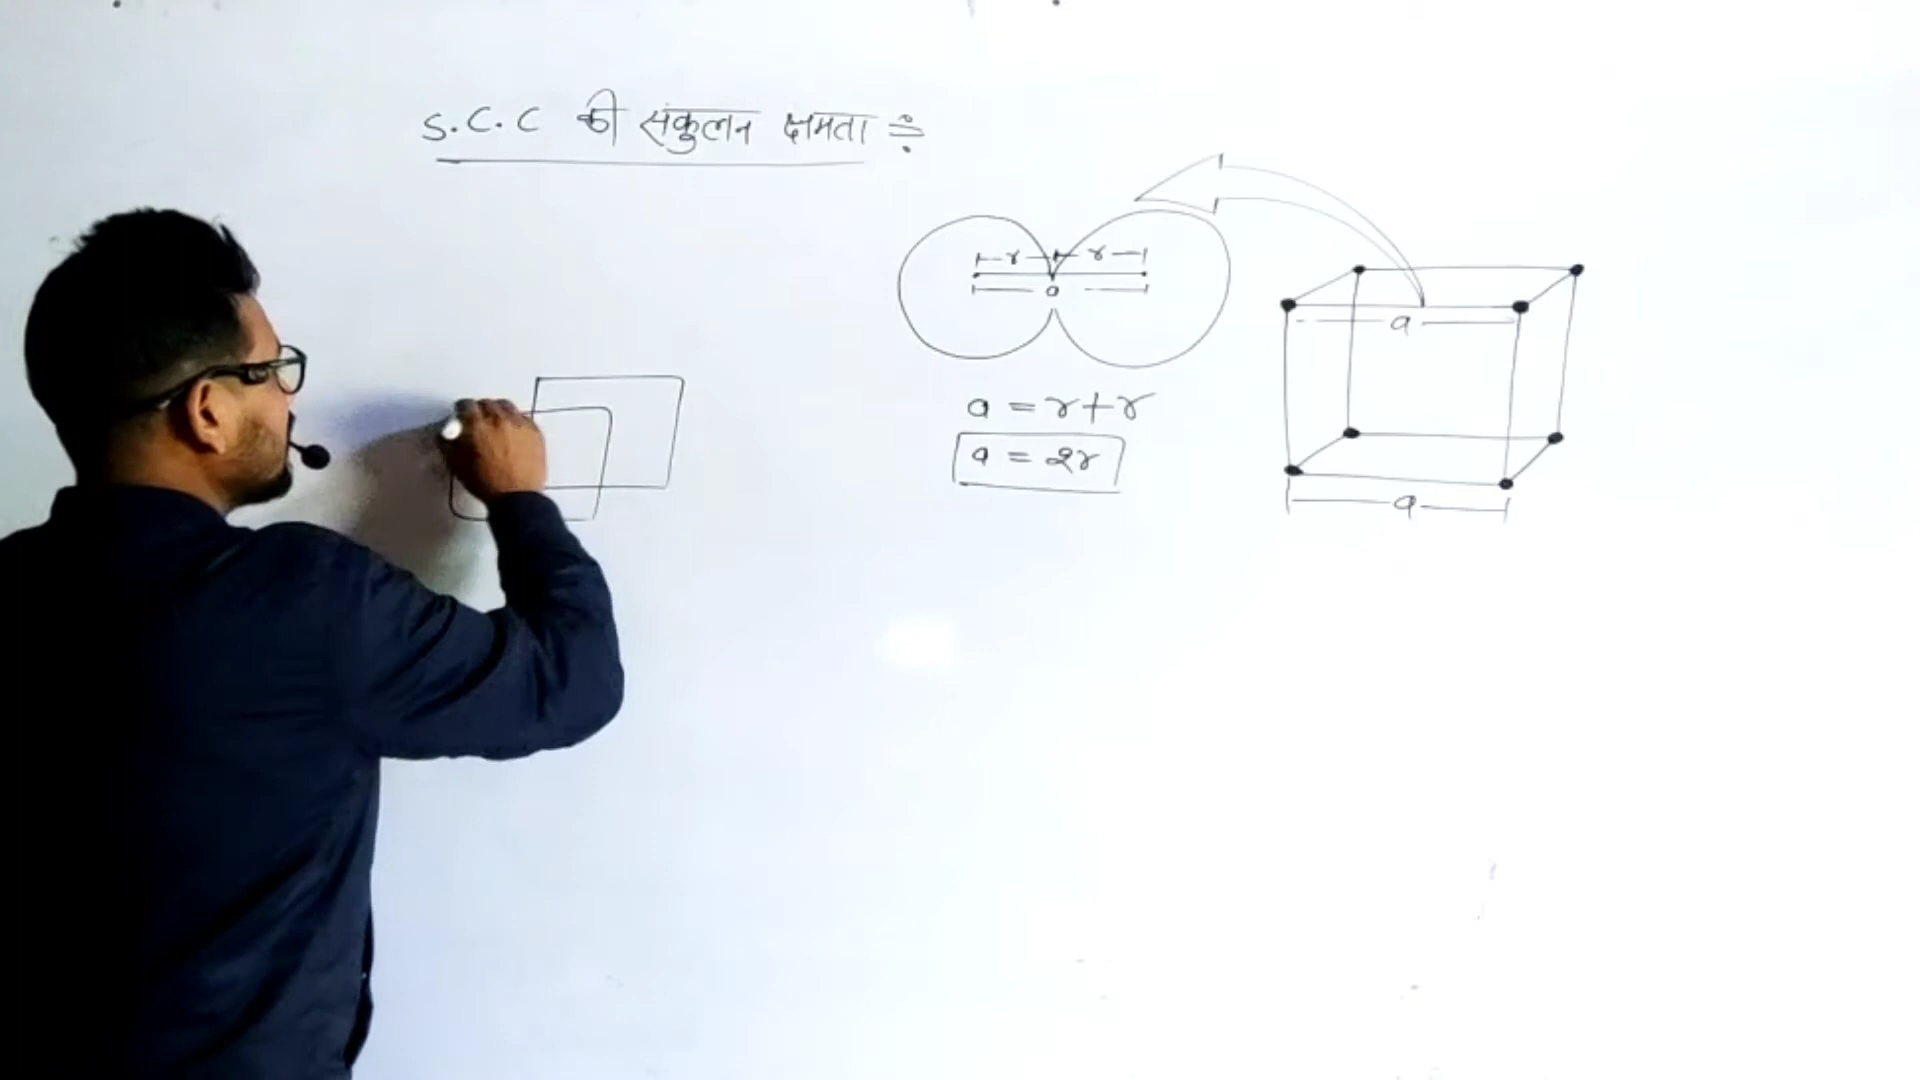 S.C.C की संकुलन क्षमता ÷
r r
a
a
a = r+r
a = 2r
a